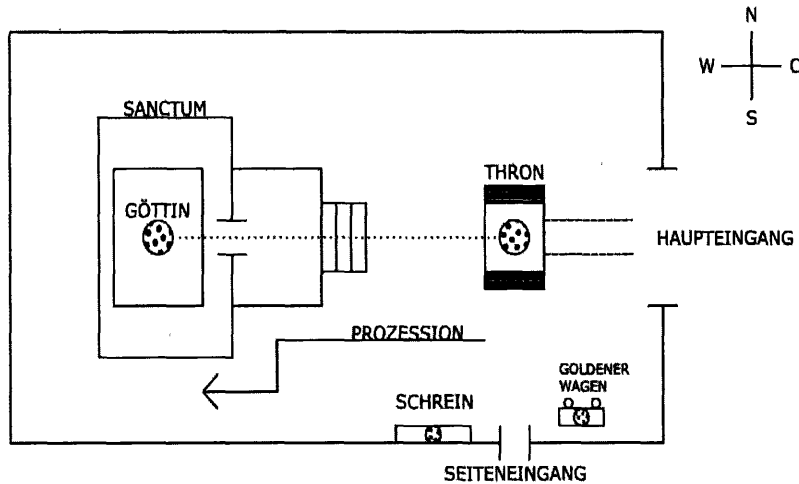 N
W
O
S
SANCTUM
THRON
GÖTTIN
HAUPTEINGANG
PROZESSION
GOLDENER
WAGEN
SCHREIN
SEITENEINGANG